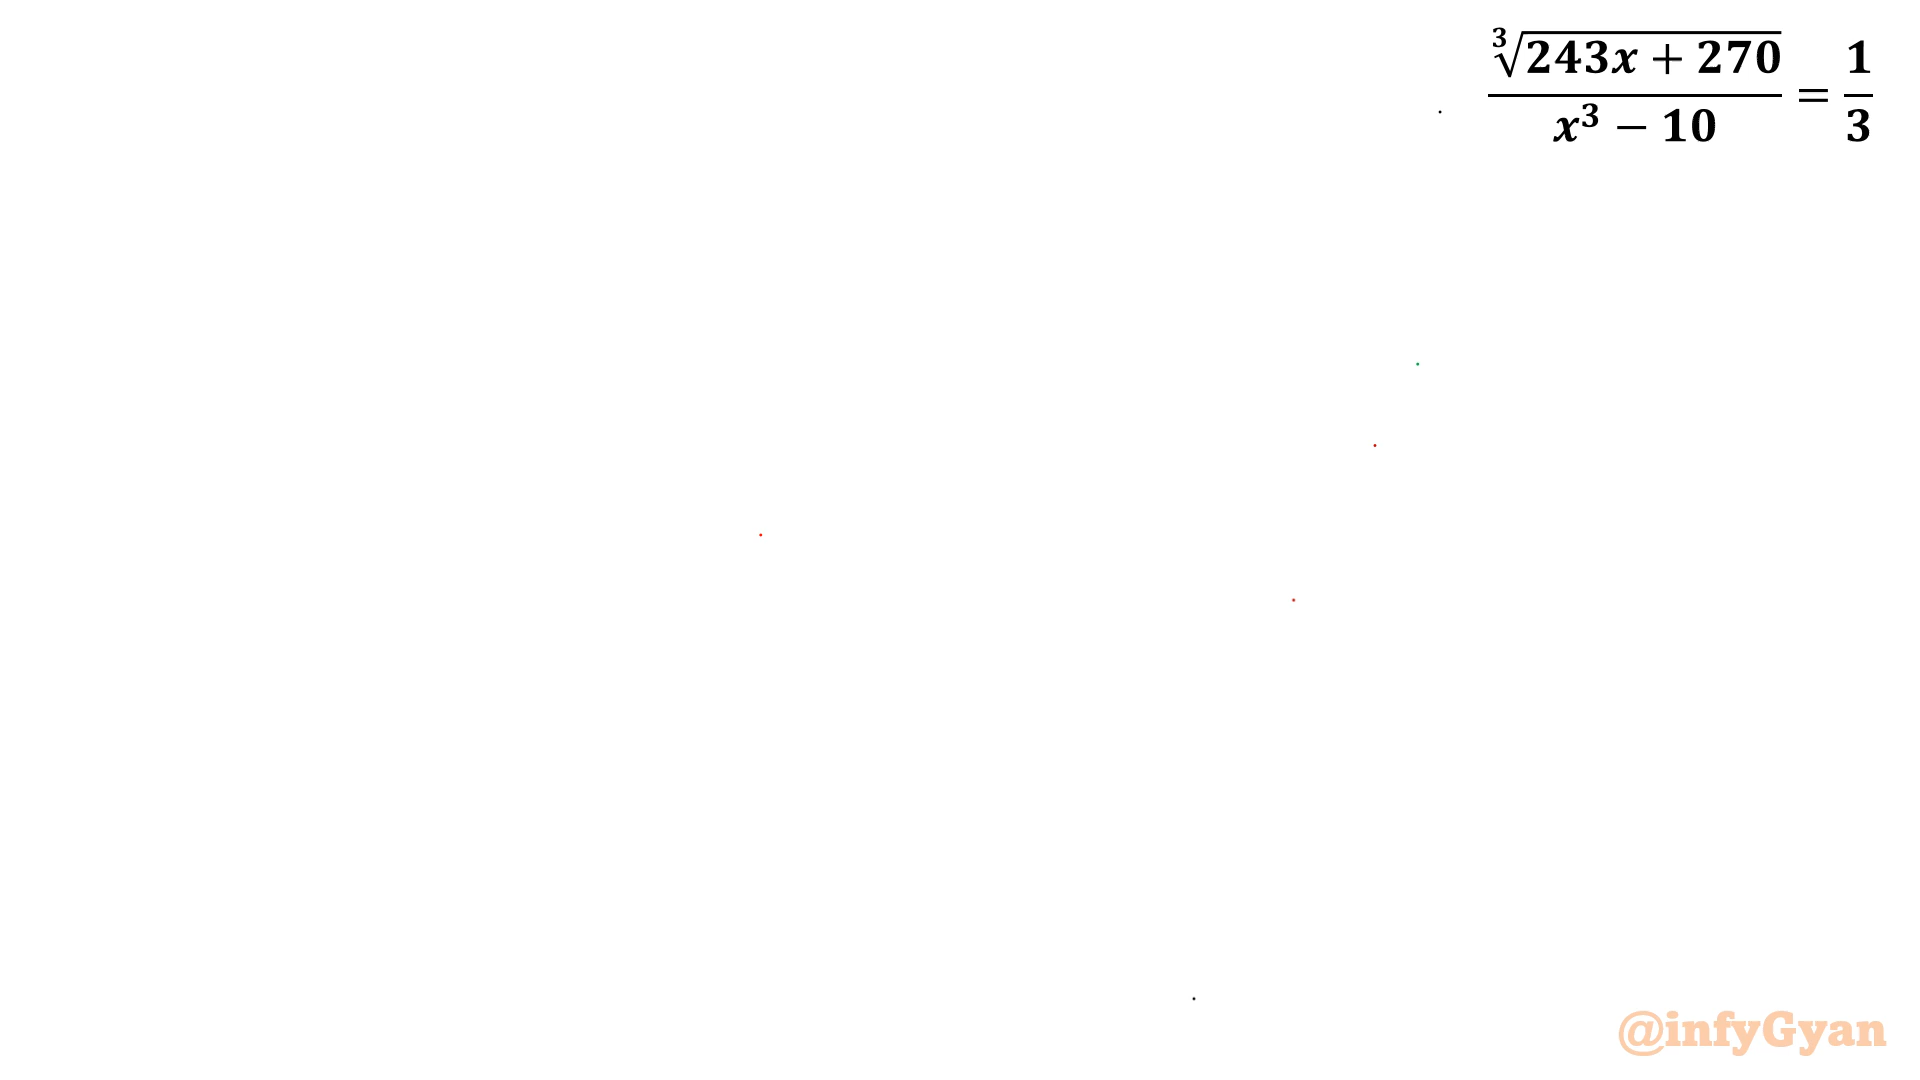 ∛(243x + 270) / (x³ − 10) = 1/3
@infyGyan